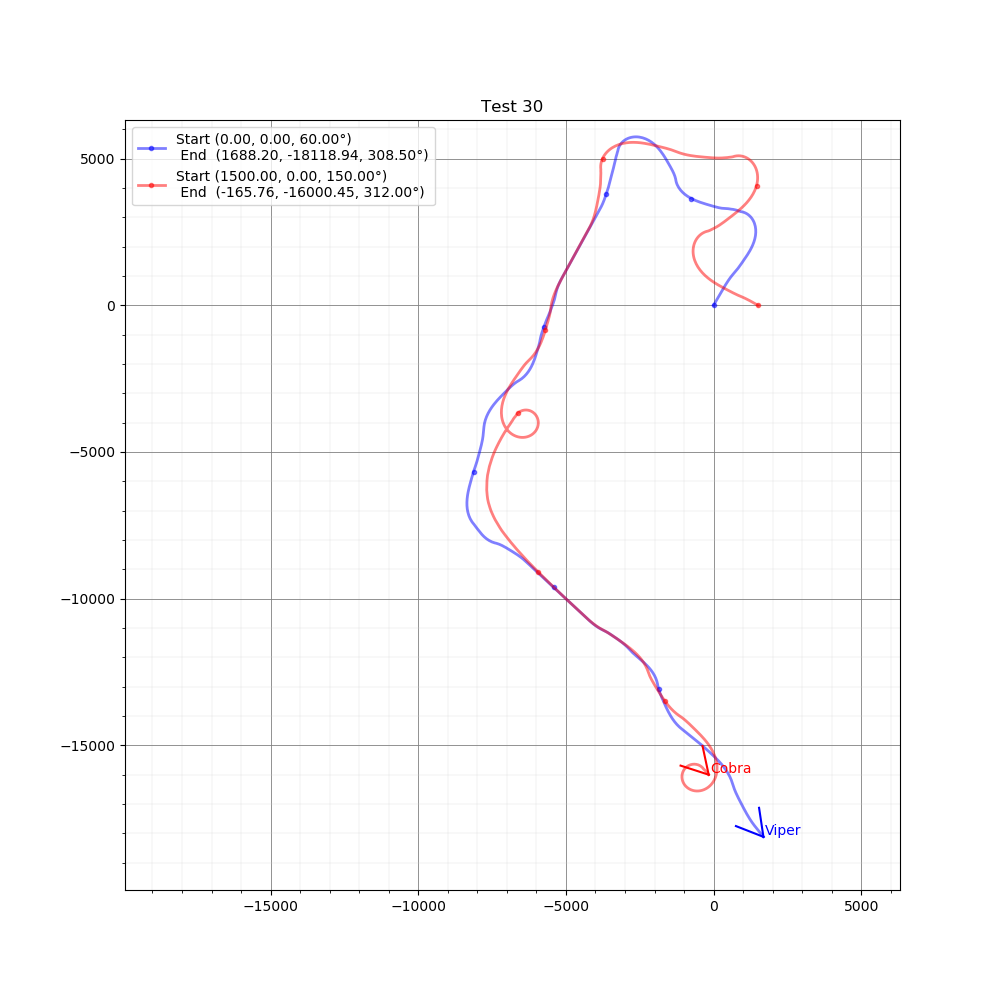 Test 30
Start (0.00, 0.00, 60.00°)
End (1688.20, -18118.94, 308.50°)
Start (1500.00, 0.00, 150.00°)
End (-165.76, -16000.45, 312.00°)
5000
0
−5000
−10000
−15000
Cobra
Viper
−15000 −10000 −5000 0 5000